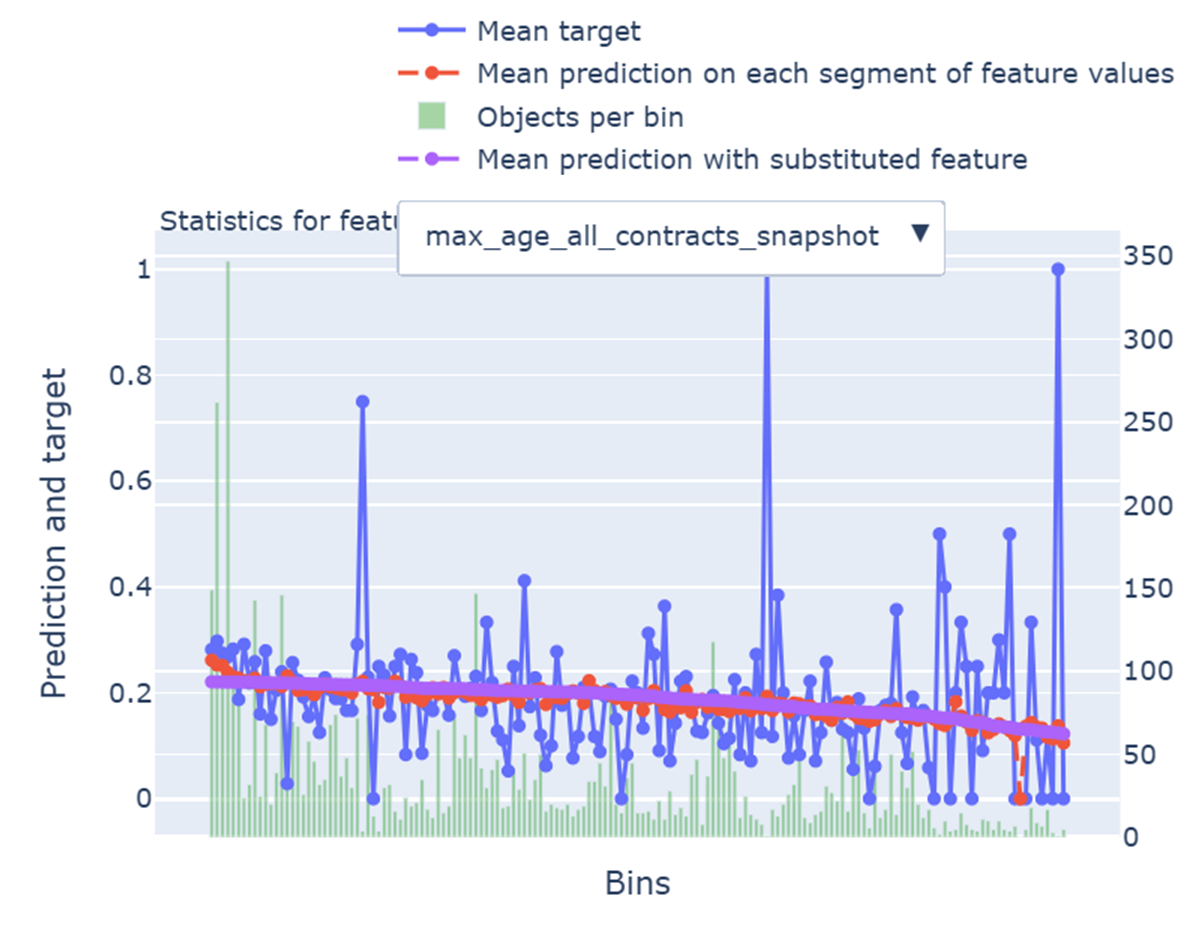 Mean target
Mean prediction on each segment of feature values
Objects per bin
Mean prediction with substituted feature
Statistics for
max_age_all_contracts_snapshot ▼
Prediction and target
1
0.8
0.6
0.4
0.2
0
350
300
250
200
150
100
50
0
Bins